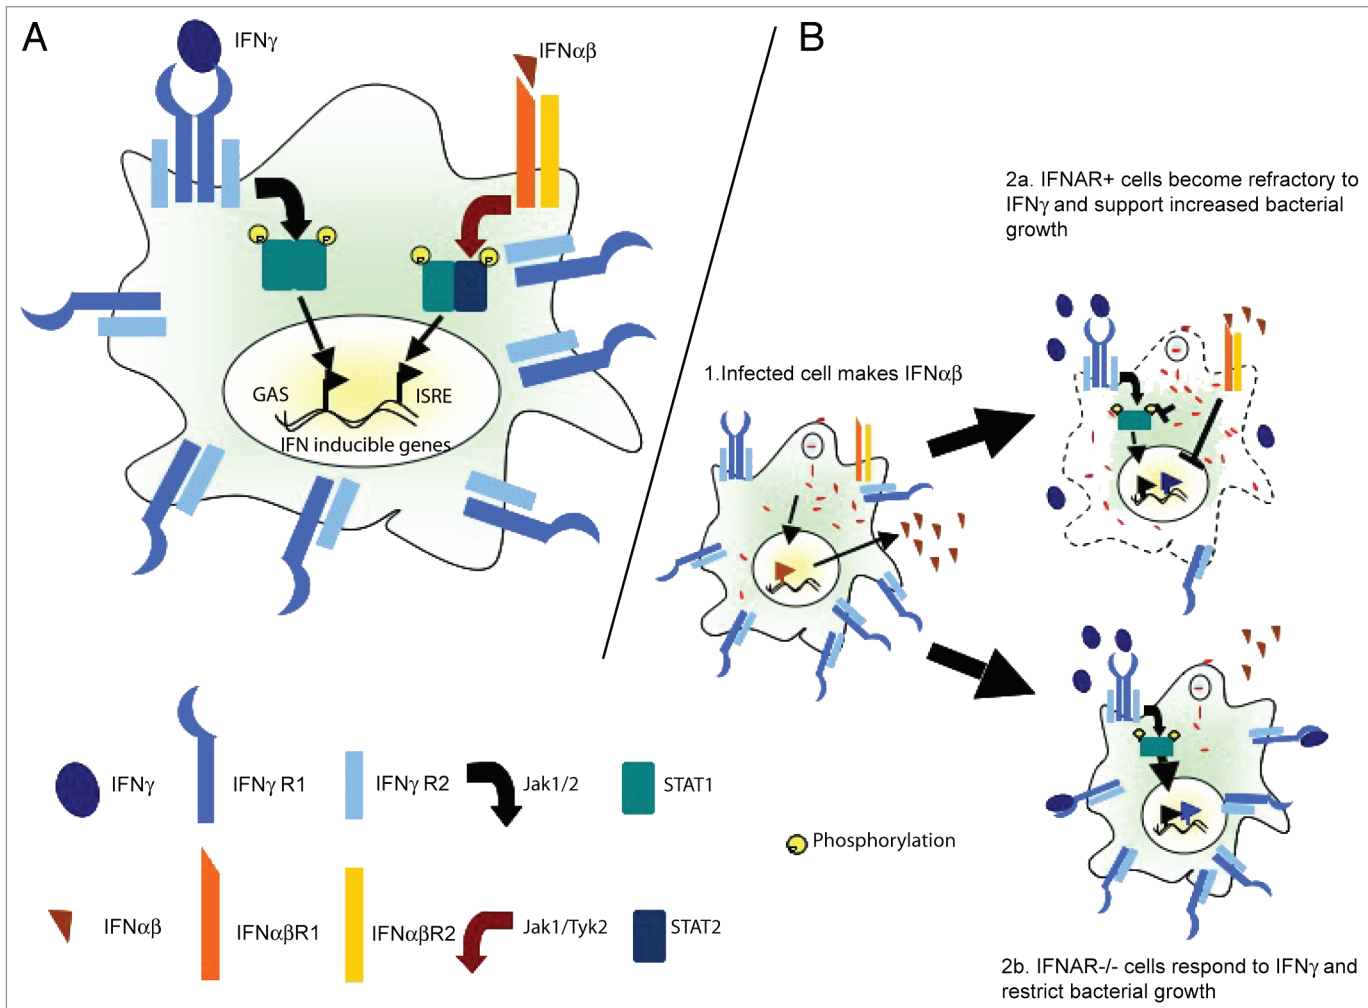 A
IFNγ
IFNαβ
P
P
P
P
GAS
ISRE
IFN inducible genes
B
2a. IFNAR+ cells become refractory to
IFNγ and support increased bacterial
growth
1.Infected cell makes IFNαβ
IFNγ
IFNγ R1
IFNγ R2
Jak1/2
STAT1
P
Phosphorylation
IFNαβ
IFNαβR1
IFNαβR2
Jak1/Tyk2
STAT2
2b. IFNAR-/- cells respond to IFNγ and
restrict bacterial growth